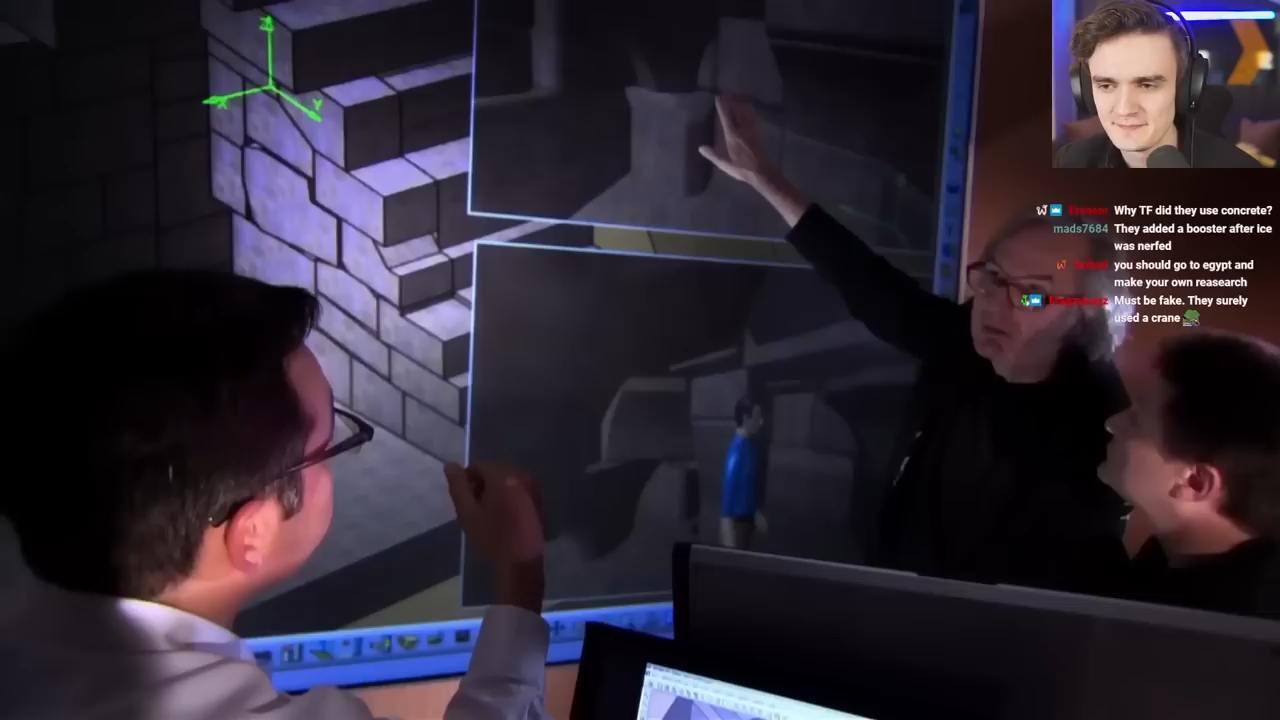 Z
X
Y
Why TF did they use concrete?
mads7684 They added a booster after ice
was nerfed
you should go to egypt and
make your own reasearch
Must be fake. They surely
used a crane